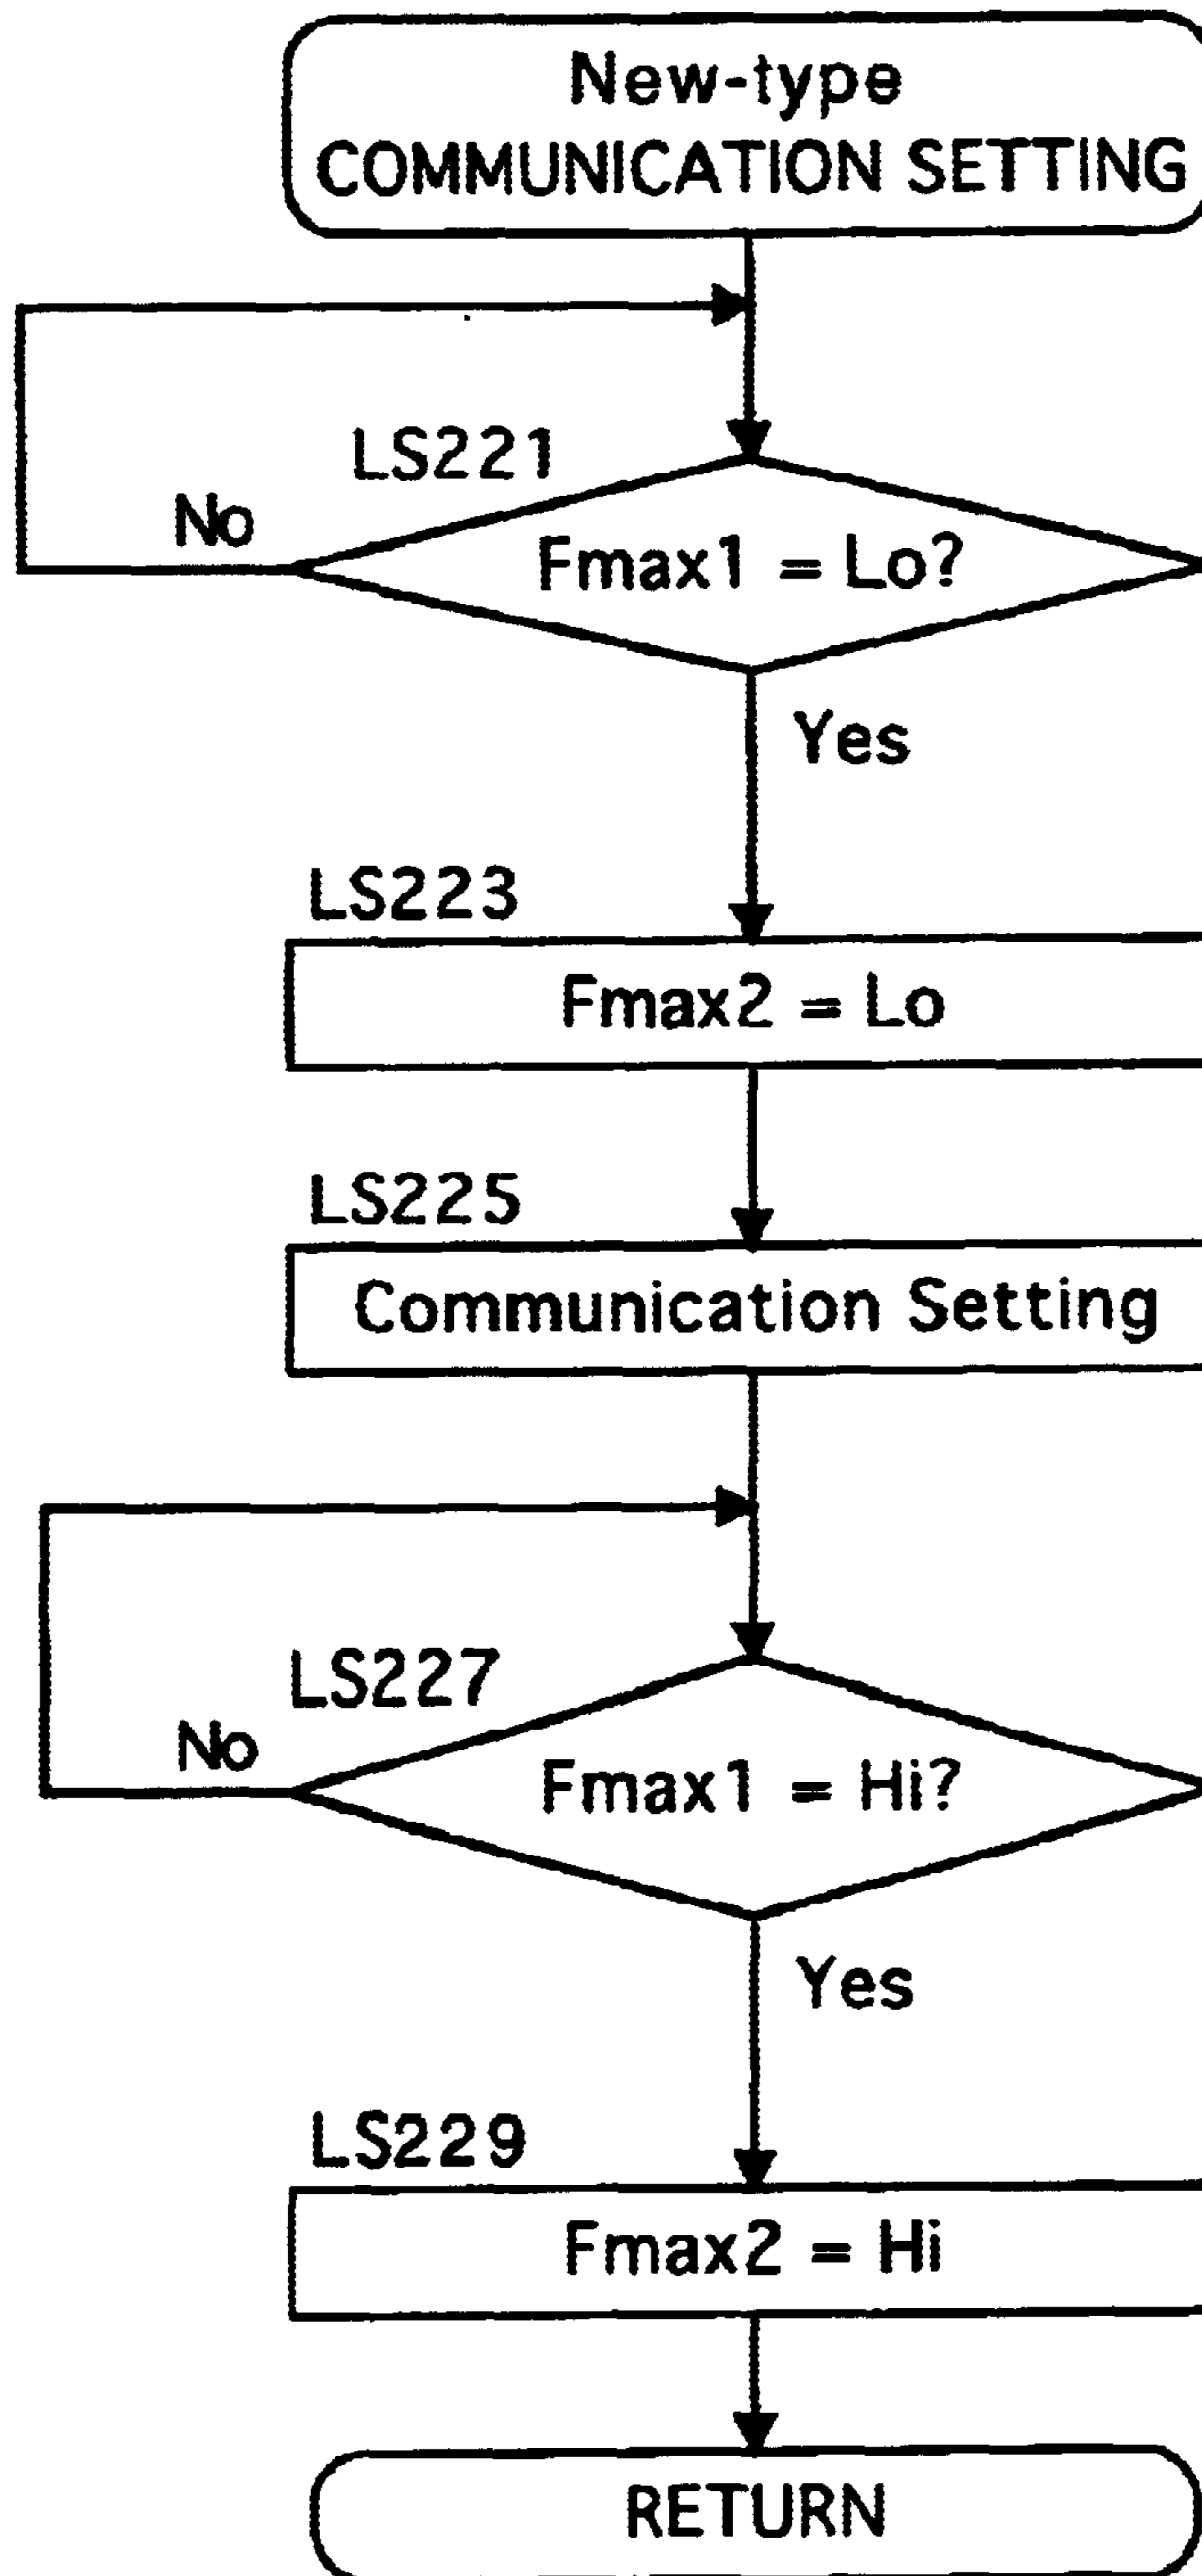 New-type
COMMUNICATION SETTING
LS221
No
Fmax1 = Lo?
Yes
LS223
Fmax2 = Lo
LS225
Communication Setting
LS227
No
Fmax1 = Hi?
Yes
LS229
Fmax2 = Hi
RETURN